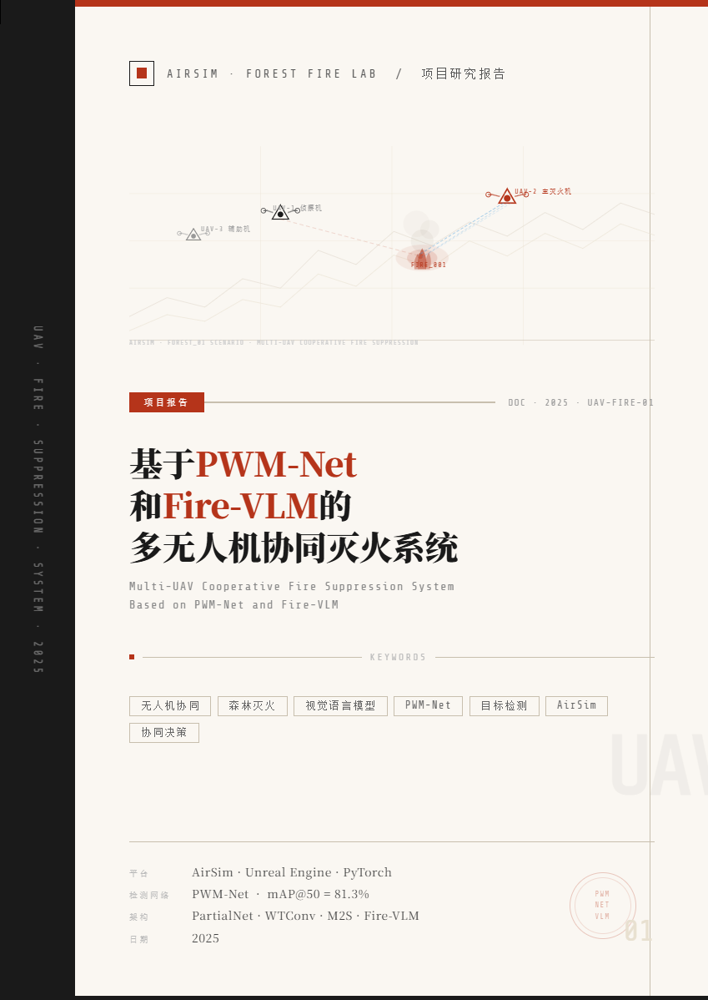 AIRSIM · FOREST FIRE LAB / 项目研究报告
UAV-2 主灭火机
UAV-1 侦察机
UAV-3 辅助机
FIRE_001
AIRSIM · FOREST_01 SCENARIO · MULTI-UAV COOPERATIVE FIRE SUPPRESSION
UAV · FIRE · SUPPRESSION · SYSTEM · 2025
项目报告
DOC · 2025 · UAV-FIRE-01
基于PWM-Net
和Fire-VLM的
多无人机协同灭火系统
Multi-UAV Cooperative Fire Suppression System
Based on PWM-Net and Fire-VLM
KEYWORDS
无人机协同 森林灭火 视觉语言模型 PWM-Net 目标检测 AirSim
协同决策
UAV
平台 AirSim · Unreal Engine · PyTorch
检测网络 PWM-Net · mAP@50 = 81.3%
架构 PartialNet · WTConv · M2S · Fire-VLM
日期 2025
PWM
NET
VLM
01